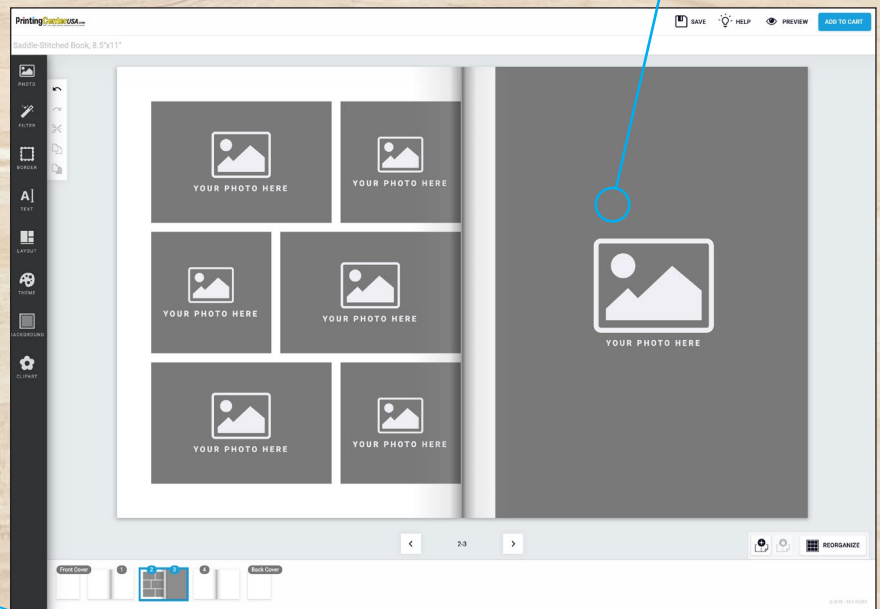 PrintingCenterUSA.com
SAVE
HELP
PREVIEW
ADD TO CART
Saddle-Stitched Book, 8.5"x11"
PHOTO
FILTER
BORDER
TEXT
LAYOUT
THEME
BACKGROUND
CLIPART
YOUR PHOTO HERE
YOUR PHOTO HERE
YOUR PHOTO HERE
YOUR PHOTO HERE
YOUR PHOTO HERE
YOUR PHOTO HERE
YOUR PHOTO HERE
2-3
REORGANIZE
Front Cover
1
2
3
4
Back Cover